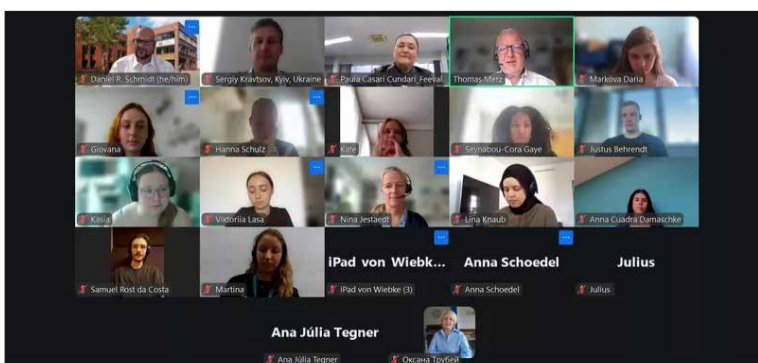 Daniel R. Schmidt (he/him)
Sergiy Kravtsov, Kyiv, Ukraine
Paula Casari Cundari_Feevale
Thomas Merz
Markova Daria
Giovana
Hanna Schulz
Kate
Seynabou-Cora Gaye
Justus Behrendt
Kasia
Viktoriia Lasa
Nina Jestaedt
Lina Knaub
Anna Cuadra Damaschke
Samuel Rost da Costa
Martina
iPad von Wiebk...
iPad von Wiebke (3)
Anna Schoedel
Anna Schoedel
Julius
Julius
Ana Júlia Tegner
Ana Júlia Tegner
Оксана Трубей